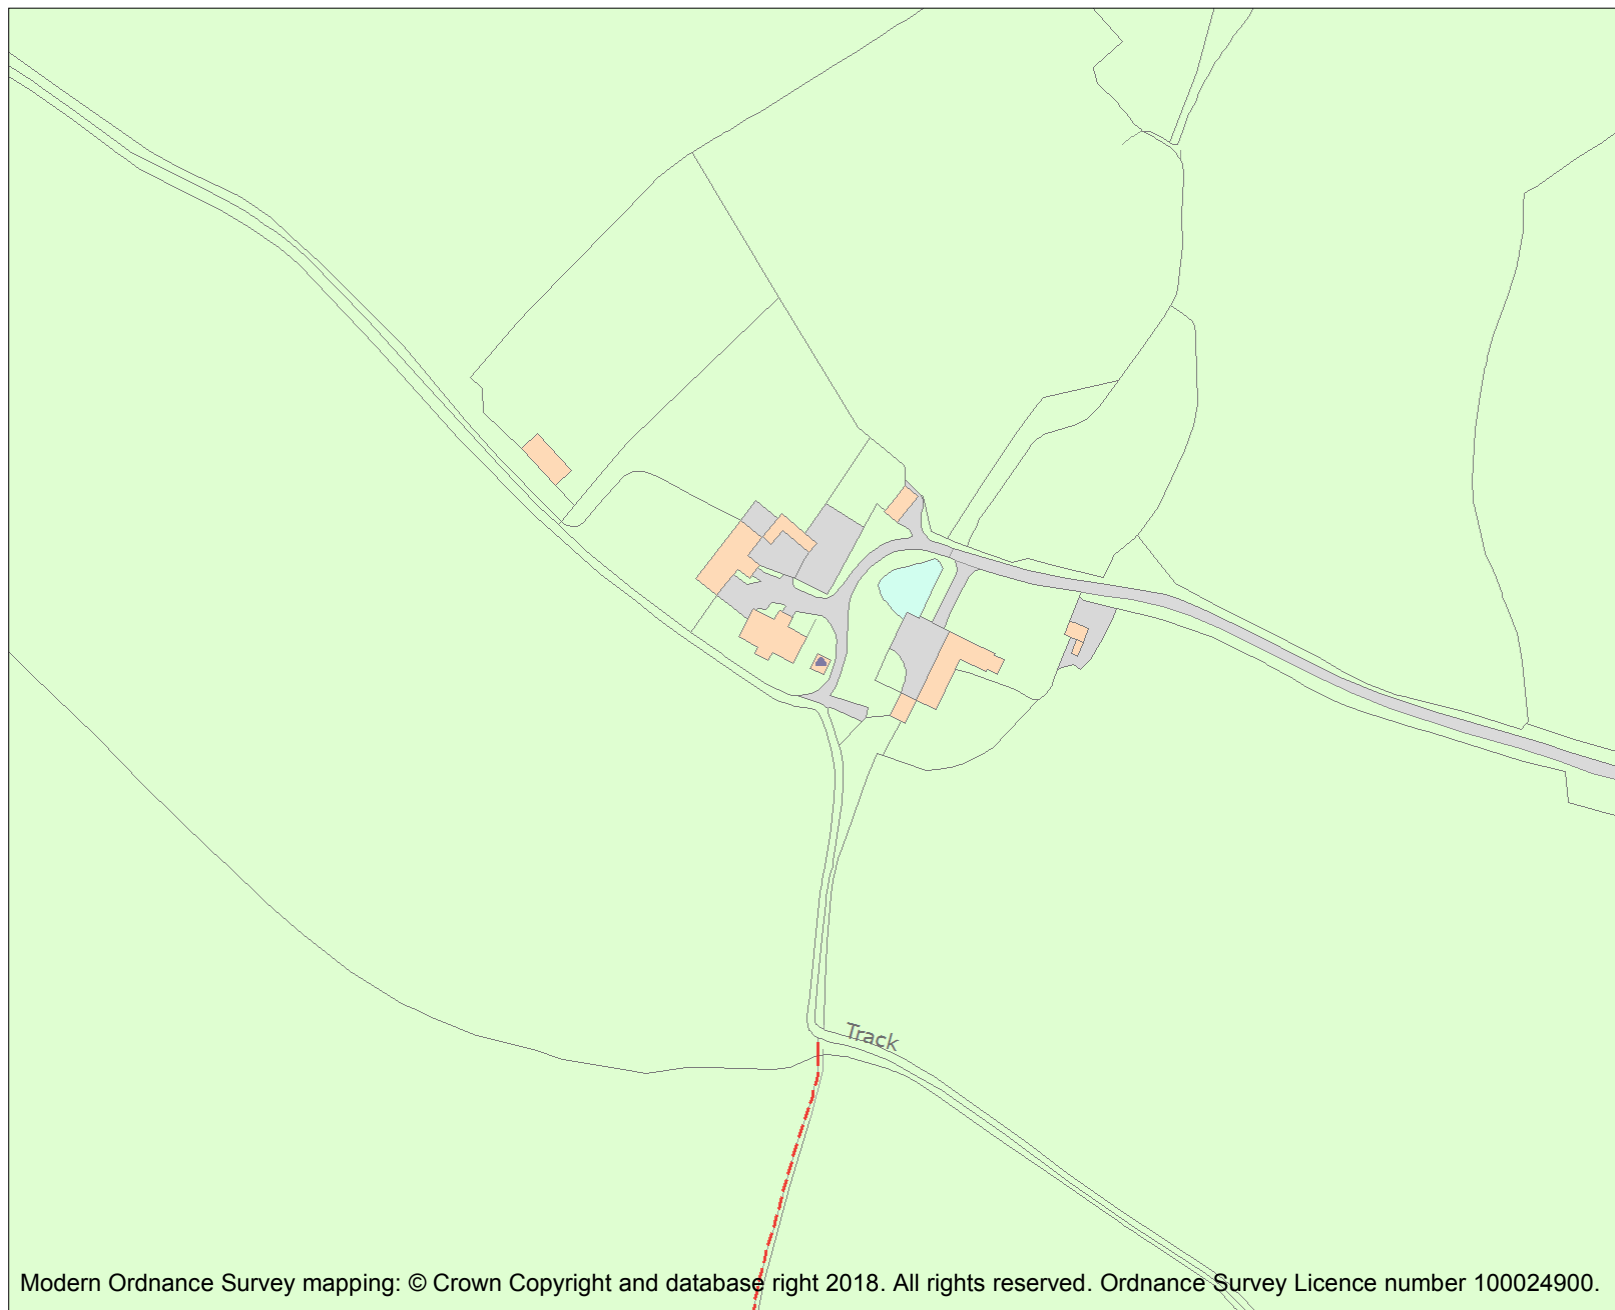 Track
Modern Ordnance Survey mapping: © Crown Copyright and database right 2018. All rights reserved. Ordnance Survey Licence number 100024900.